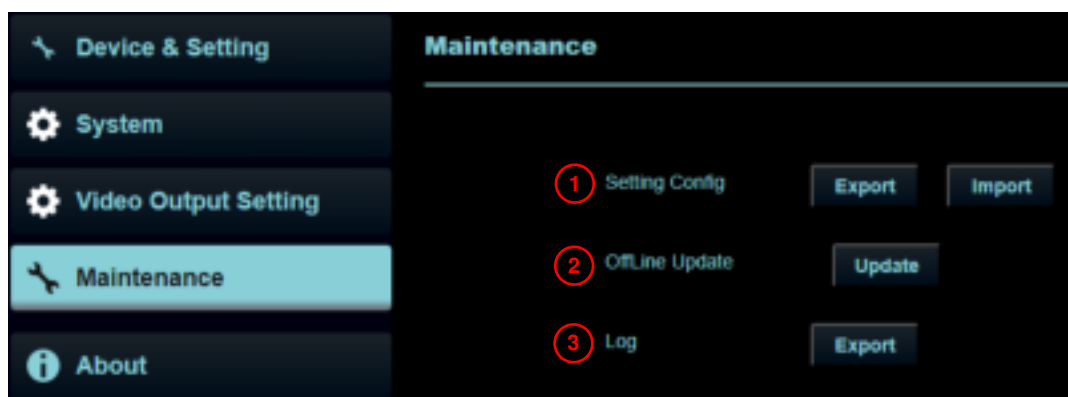 Device & Setting
System
Video Output Setting
Maintenance
About
Maintenance
1 Setting Config Export Import
2 OffLine Update Update
3 Log Export